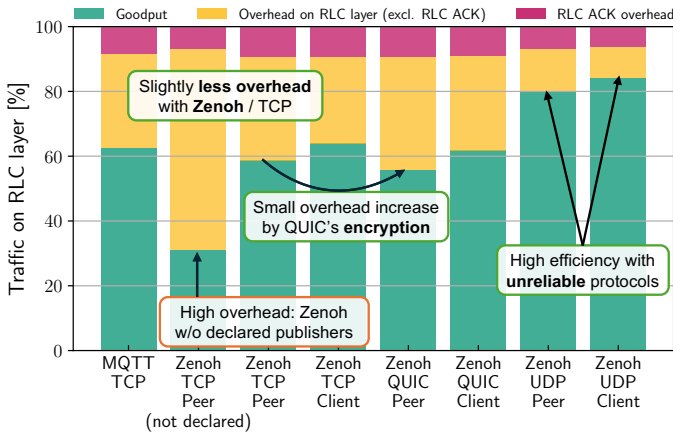 Goodput Overhead on RLC layer (excl. RLC ACK) RLC ACK overhead
Traffic on RLC layer [%]
100
80
60
40
20
0
Slightly less overhead
with Zenoh / TCP
Small overhead increase
by QUIC's encryption
High efficiency with
unreliable protocols
High overhead: Zenoh
w/o declared publishers
MQTT
TCP
Zenoh
TCP
Peer
(not declared)
Zenoh
TCP
Peer
Zenoh
TCP
Client
Zenoh
QUIC
Peer
Zenoh
QUIC
Client
Zenoh
UDP
Peer
Zenoh
UDP
Client